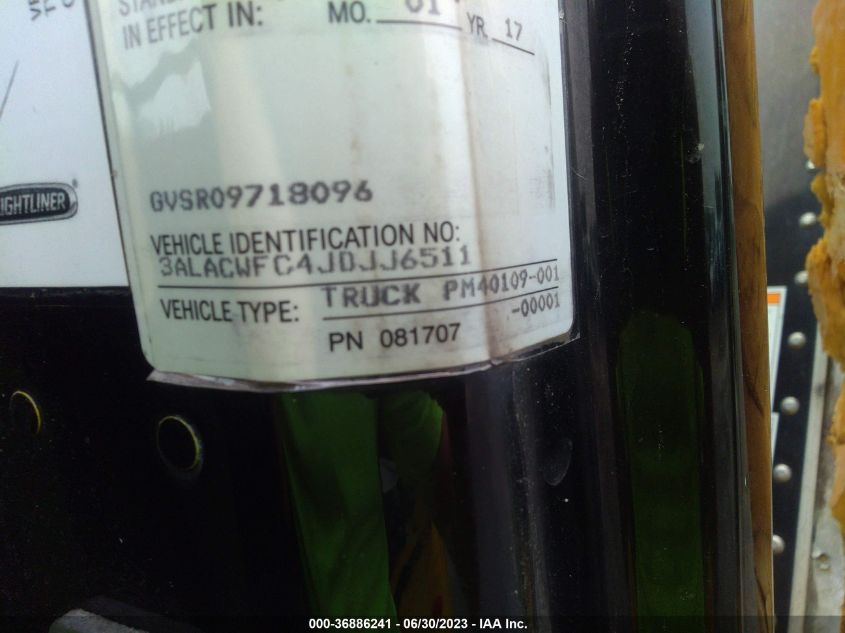 IN EFFECT IN: MO. 01 YR. 17
GVSR09718096
VEHICLE IDENTIFICATION NO:
3ALACWFC4JDJJ6511
VEHICLE TYPE: TRUCK PM40109-001
-00001
PN 081707
000-36886241 - 06/30/2023 - IAA Inc.